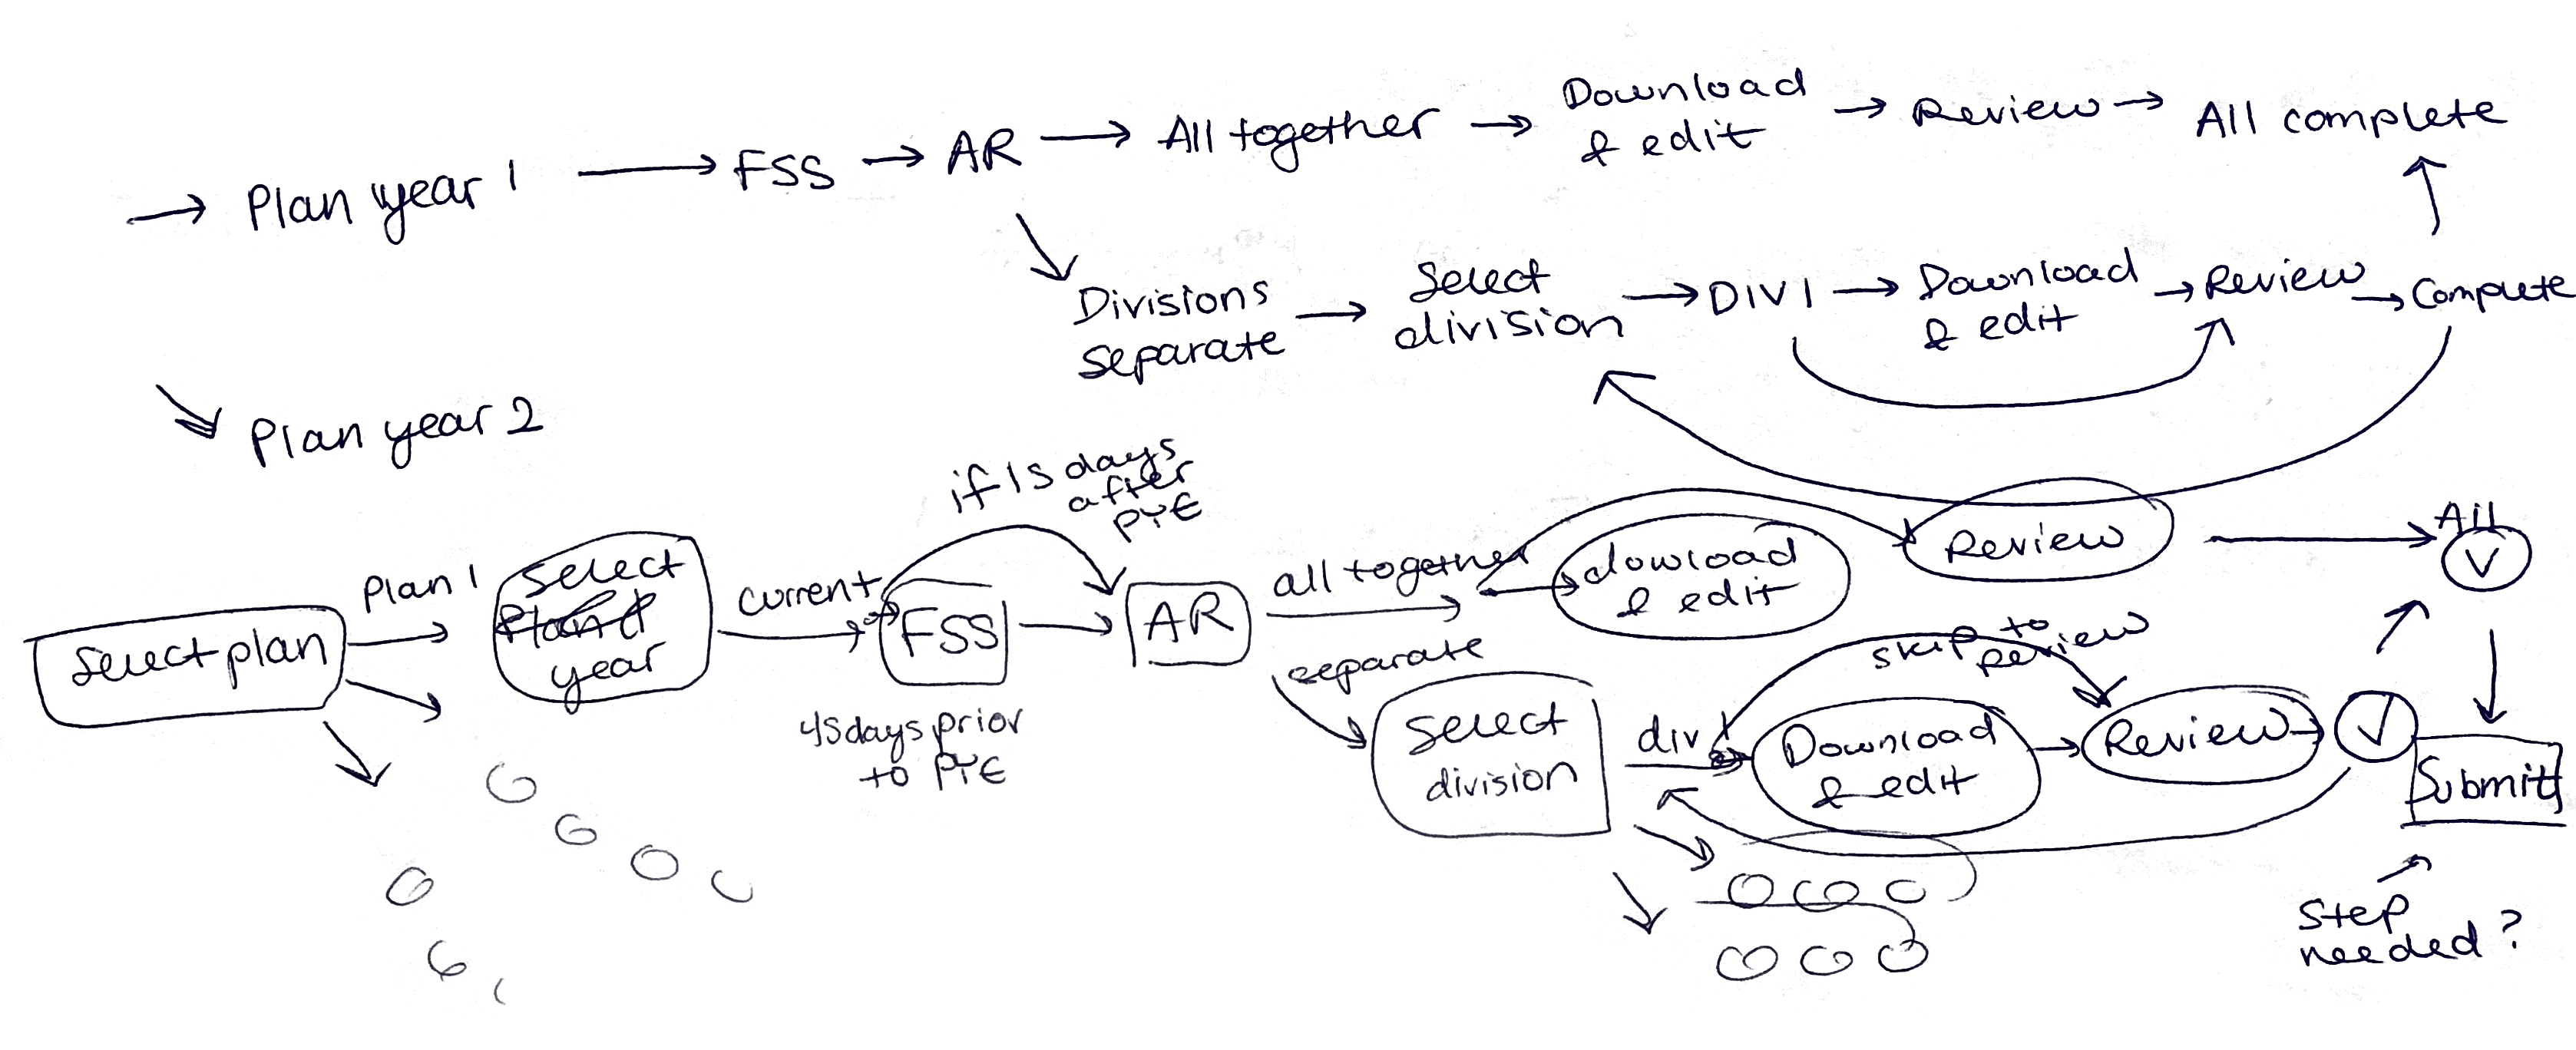 Plan year 1
FSS
AR
All together
Download
& edit
Review
All complete
Divisions
separate
Select
division
DIV 1
Download
& edit
Review
Complete
Plan year 2
Select plan
Plan 1
Select
year
current
if 15 days
after
PYE
FSS
45 days prior
to PYE
AR
all together
dowload
& edit
Review
All
separate
Select
division
div 1
skip to
review
Download
& edit
Review
Submit
Step
needed?